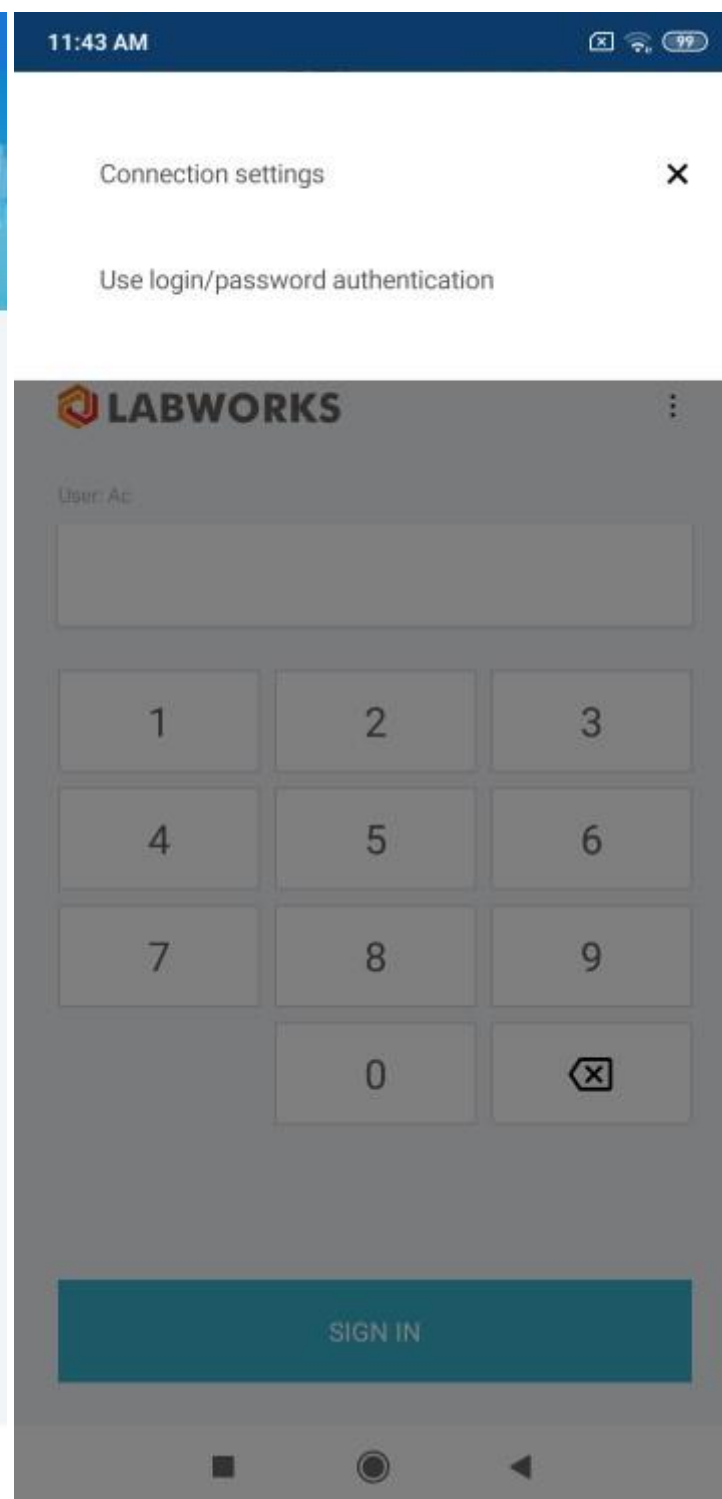 11:43 AM 99
Connection settings
Use login/password authentication
LABWORKS
User: Ac
1 2 3
4 5 6
7 8 9
0
SIGN IN